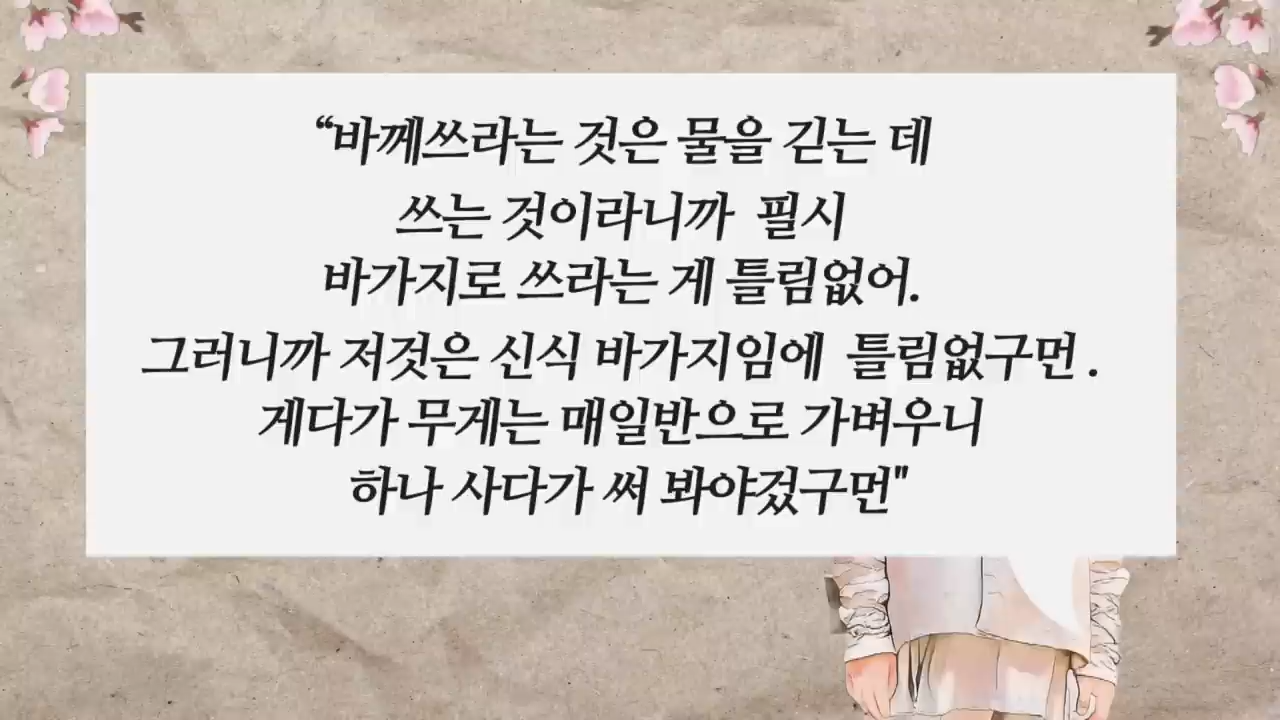 “바께쓰라는 것은 물을 긷는 데
쓰는 것이라니까 필시
바가지로 쓰라는 게 틀림없어.
그러니까 저것은 신식 바가지임에 틀림없구먼 .
게다가 무게는 매일반으로 가벼우니
하나 사다가 써 봐야겄구먼"